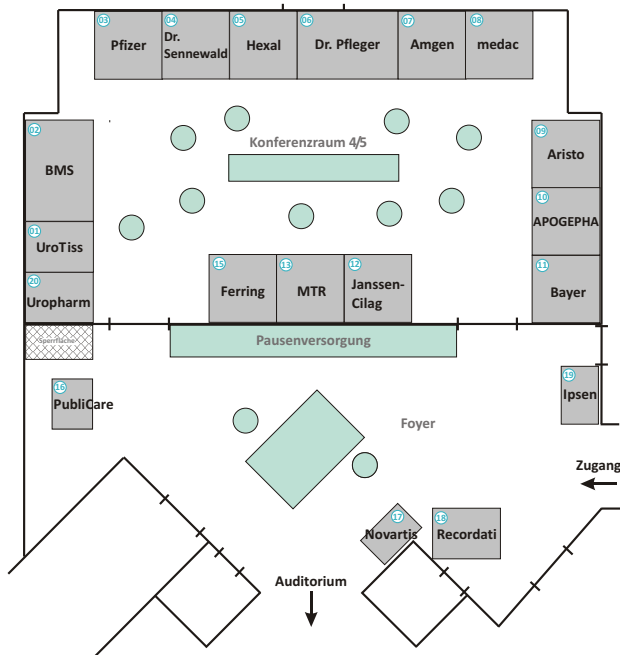 03
Pfizer
04
Dr.
Sennewald
05
Hexal
06
Dr. Pfleger
07
Amgen
08
medac
02
BMS
Konferenzraum 4/5
09
Aristo
10
APOGEPHA
01
UroTiss
20
Uropharm
15
Ferring
13
MTR
12
Janssen-
Cilag
11
Bayer
Sperrfläche
Pausenversorgung
16
PubliCare
19
Ipsen
Foyer
Zugang
17
Novartis
18
Recordati
Auditorium